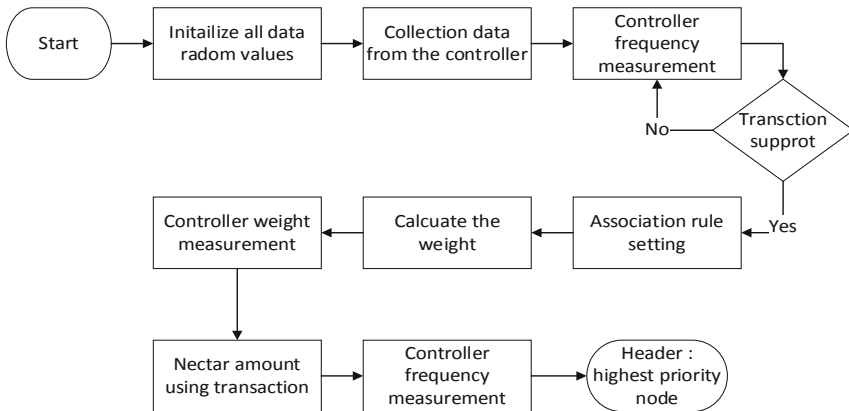 Start
Initailize all data
radom values
Collection data
from the controller
Controller
frequency
measurement
Transction
supprot
No
Yes
Association rule
setting
Calcuate the
weight
Controller weight
measurement
Nectar amount
using transaction
Controller
frequency
measurement
Header :
highest priority
node